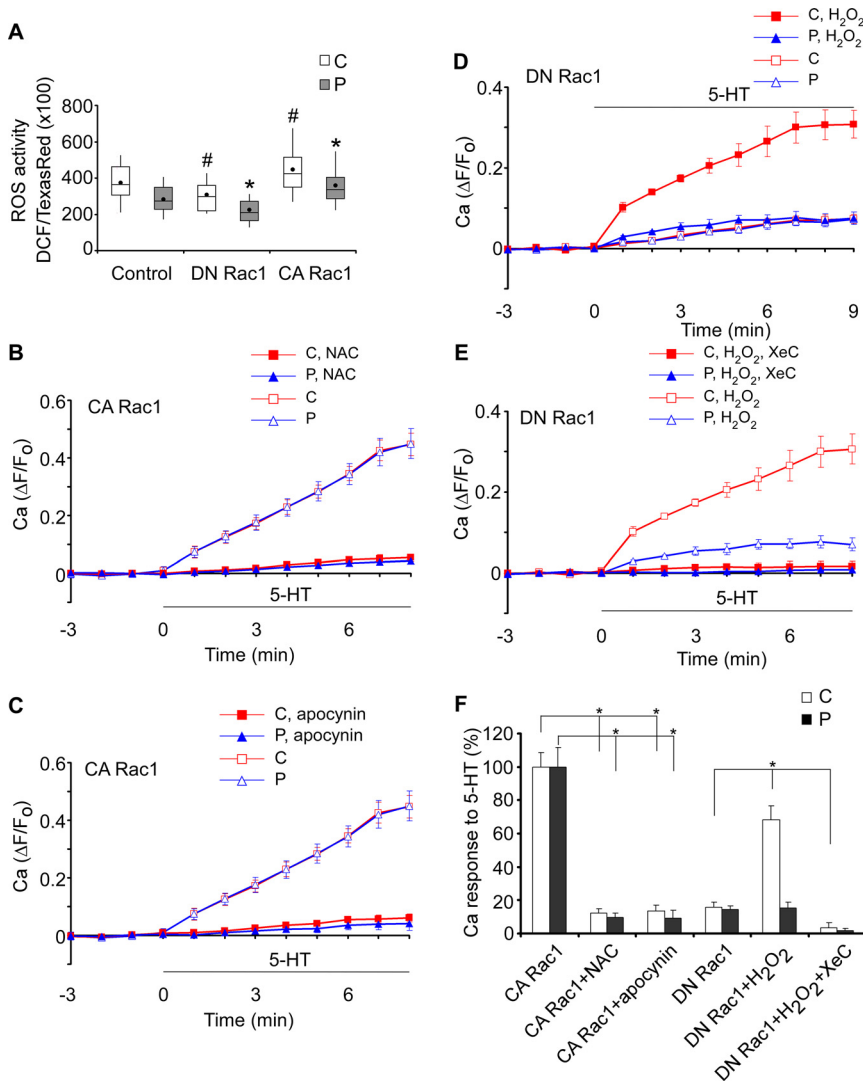 A
C
P
ROS activity
DCF/TexasRed (x100)
800
600
400
200
0
#
*
#
*
Control
DN Rac1
CA Rac1
B
C, NAC
P, NAC
C
P
CA Rac1
Ca (ΔF/Fo)
0.6
0.4
0.2
0
5-HT
-3
0
3
6
Time (min)
C
C, apocynin
P, apocynin
C
P
CA Rac1
Ca (ΔF/Fo)
0.6
0.4
0.2
0
5-HT
-3
0
3
6
Time (min)
D
C, H₂O₂
P, H₂O₂
C
P
DN Rac1
5-HT
Ca (ΔF/Fo)
0.4
0.2
0
-3
0
3
6
9
Time (min)
E
C, H₂O₂, XeC
P, H₂O₂, XeC
C, H₂O₂
P, H₂O₂
DN Rac1
Ca (ΔF/Fo)
0.4
0.2
0
5-HT
-3
0
3
6
Time (min)
F
C
P
Ca response to 5-HT (%)
120
100
80
60
40
20
0
* *
* * * *
*
CA Rac1
CA Rac1+NAC
CA Rac1+apocynin
DN Rac1
DN Rac1+H₂O₂
DN Rac1+H₂O₂+XeC